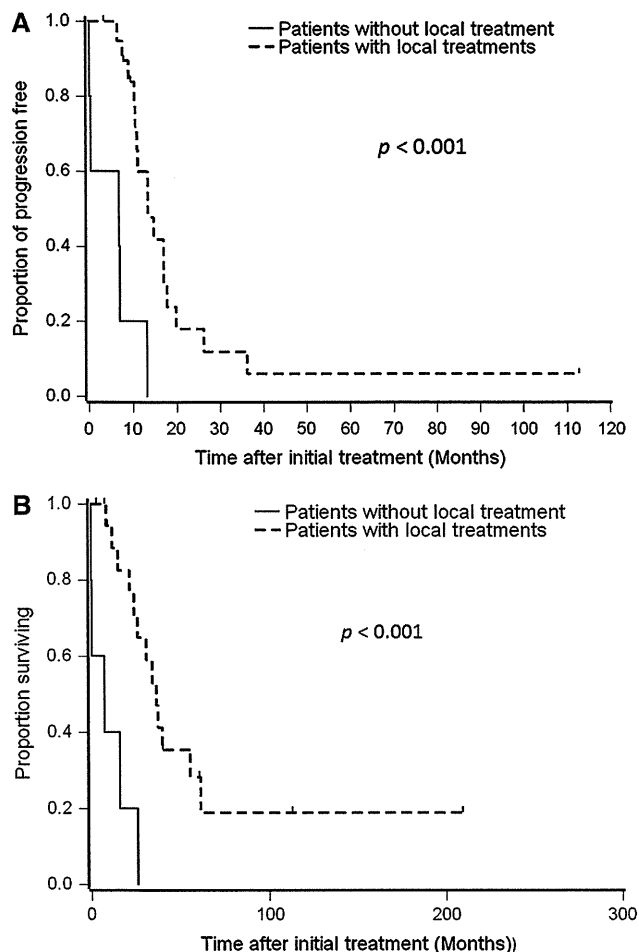 A
Patients without local treatment
Patients with local treatments
p < 0.001
Proportion of progression free
1.0
0.8
0.6
0.4
0.2
0.0
0 10 20 30 40 50 60 70 80 90 100 110 120
Time after initial treatment (Months)
B
Patients without local treatment
Patients with local treatments
p < 0.001
Proportion surviving
1.0
0.8
0.6
0.4
0.2
0.0
0 100 200 300
Time after initial treatment (Months))